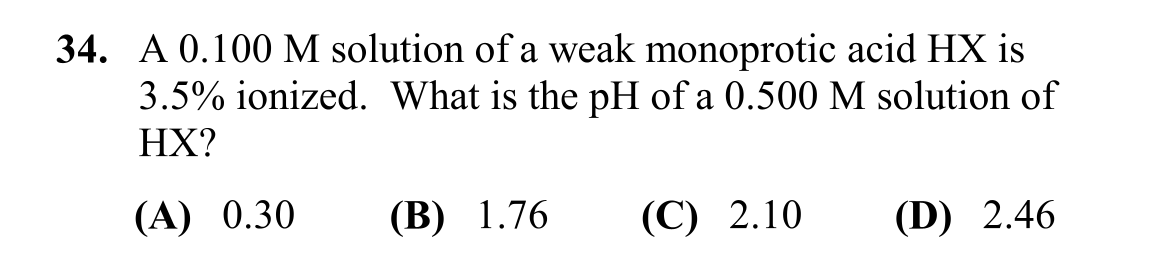 34. A 0.100 M solution of a weak monoprotic acid HX is
3.5% ionized. What is the pH of a 0.500 M solution of
HX?
(A) 0.30 (B) 1.76 (C) 2.10 (D) 2.46